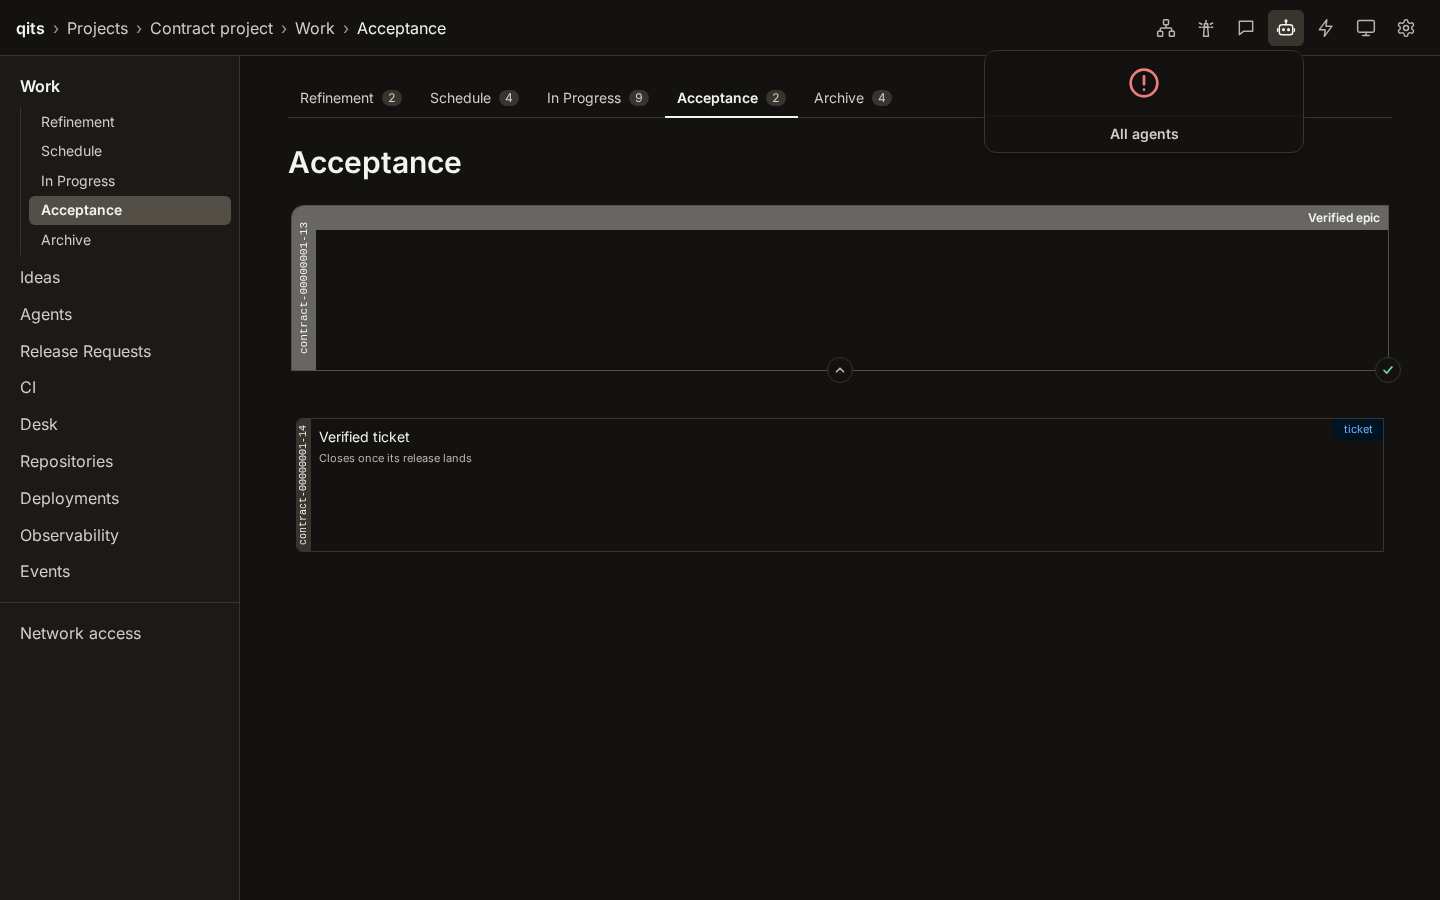 qits › Projects › Contract project › Work › Acceptance
All agents
Work
Refinement
Schedule
In Progress
Acceptance
Archive
Ideas
Agents
Release Requests
CI
Desk
Repositories
Deployments
Observability
Events
Network access
Refinement 2
Schedule 4
In Progress 9
Acceptance 2
Archive 4
Acceptance
Verified epic
contract-00000001-13
contract-00000001-14
Verified ticket
ticket
Closes once its release lands